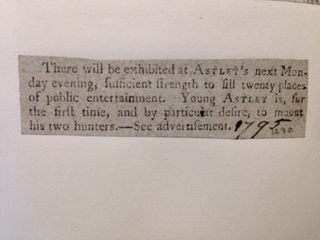 There will be exhibited at ASTLEY's next Mon-
day evening, ſufficient ſtrength to fill twenty places
of public entertainment. Young ASTLEY is, for
the firſt time, and by particular deſire, to mount
his two hunters.—See advertiſement. 1795